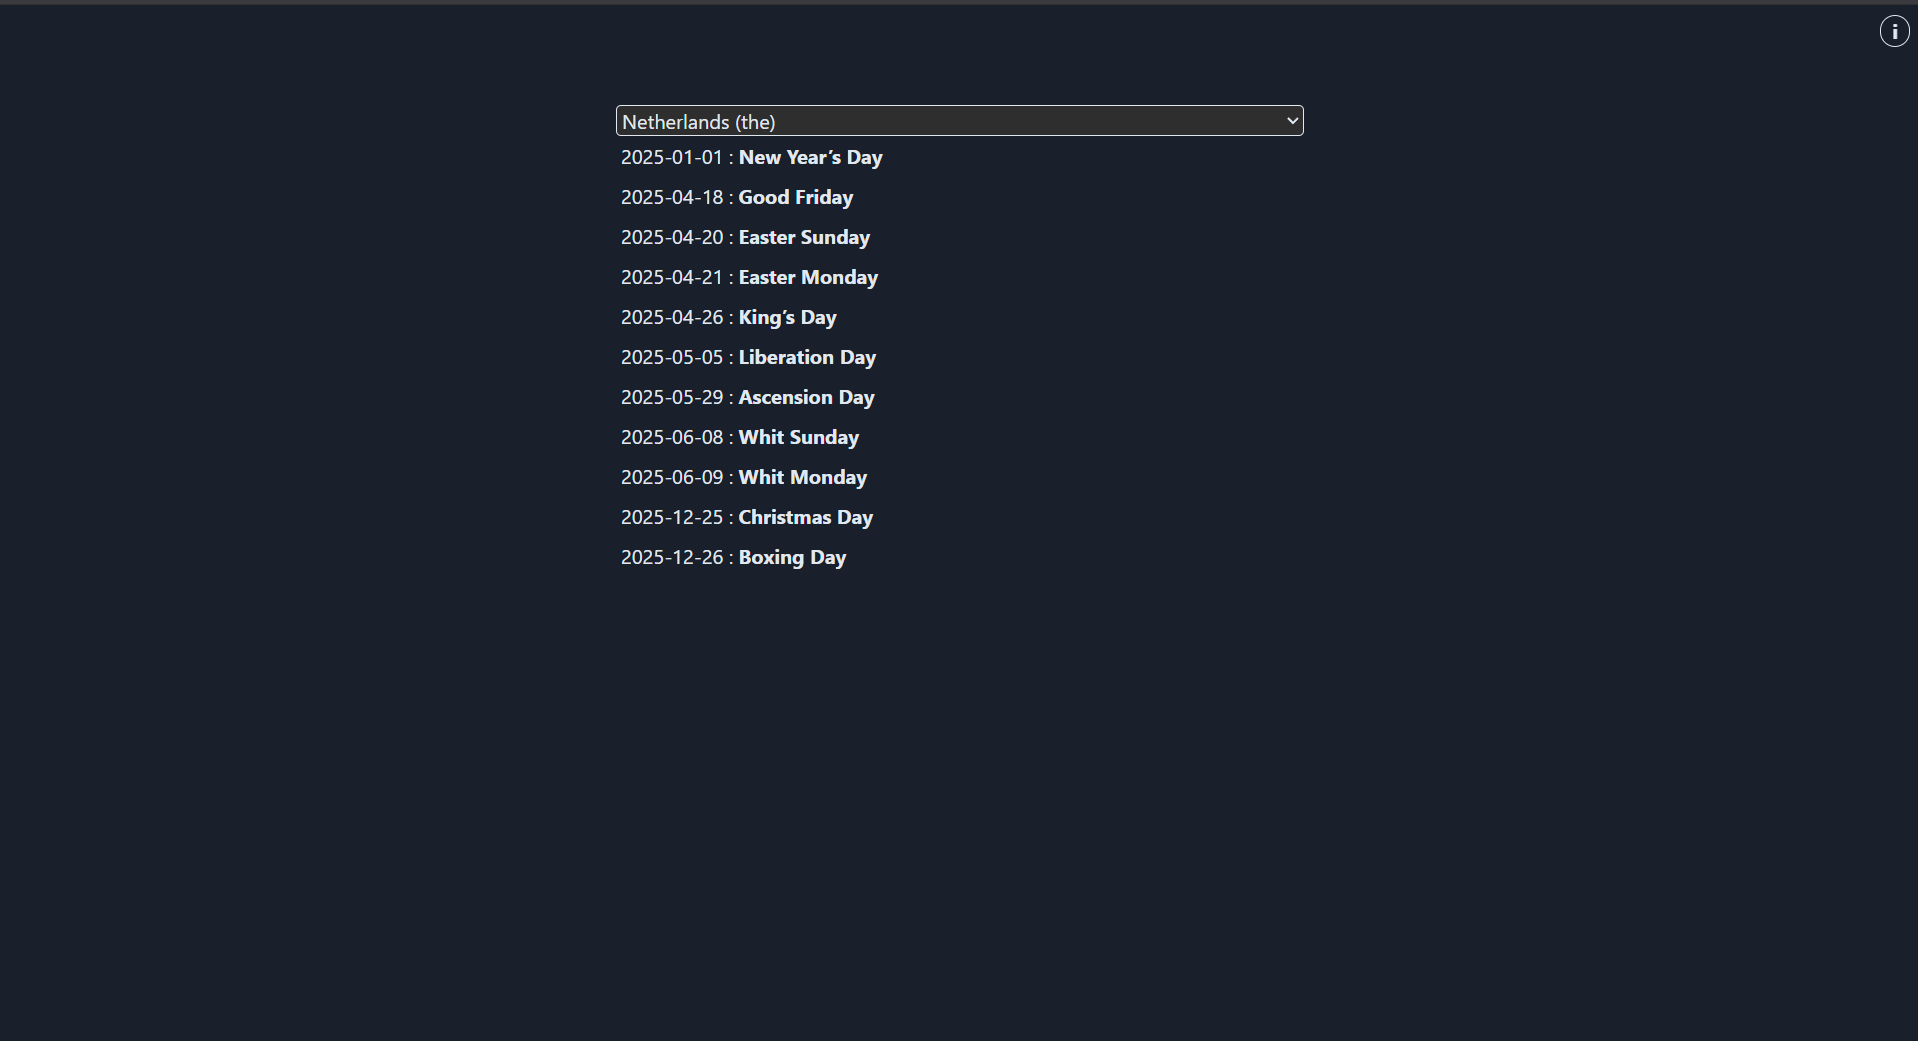 i
Netherlands (the)
2025-01-01 : New Year’s Day
2025-04-18 : Good Friday
2025-04-20 : Easter Sunday
2025-04-21 : Easter Monday
2025-04-26 : King’s Day
2025-05-05 : Liberation Day
2025-05-29 : Ascension Day
2025-06-08 : Whit Sunday
2025-06-09 : Whit Monday
2025-12-25 : Christmas Day
2025-12-26 : Boxing Day